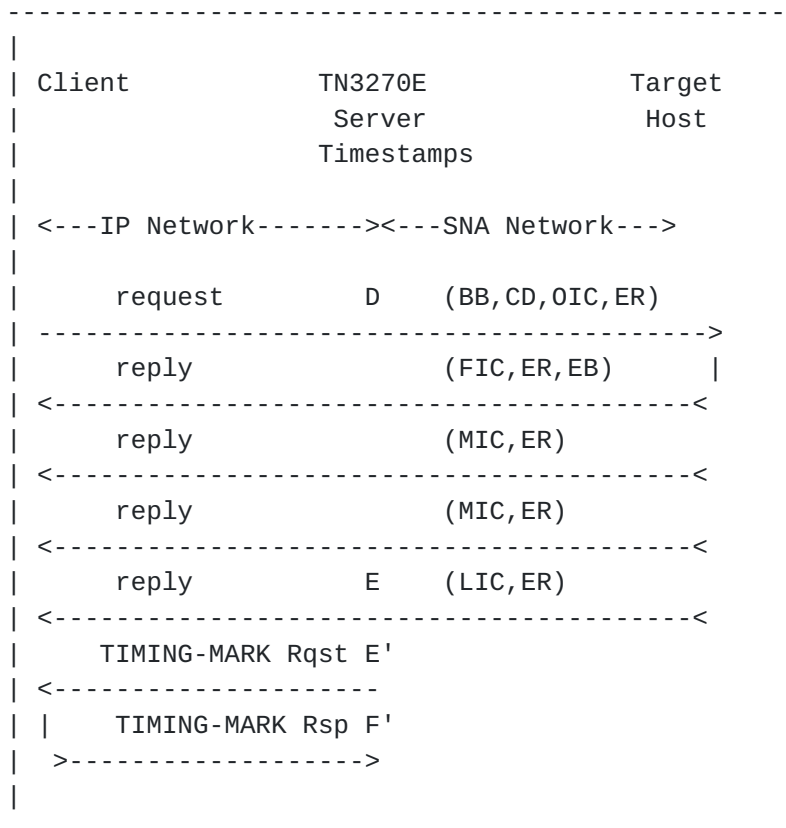 ---------------------------------------------------
|
| Client            TN3270E             Target
|                    Server              Host
|                   Timestamps
|
| <---IP Network-------><---SNA Network--->
|
|      request         D    (BB,CD,OIC,ER)
| ------------------------------------------->
|      reply                (FIC,ER,EB)      |
| <-----------------------------------------<
|      reply                (MIC,ER)
| <-----------------------------------------<
|      reply                (MIC,ER)
| <-----------------------------------------<
|      reply           E    (LIC,ER)
| <-----------------------------------------<
|     TIMING-MARK Rqst E'
| <---------------------
| |    TIMING-MARK Rsp F'
|  >------------------->
|